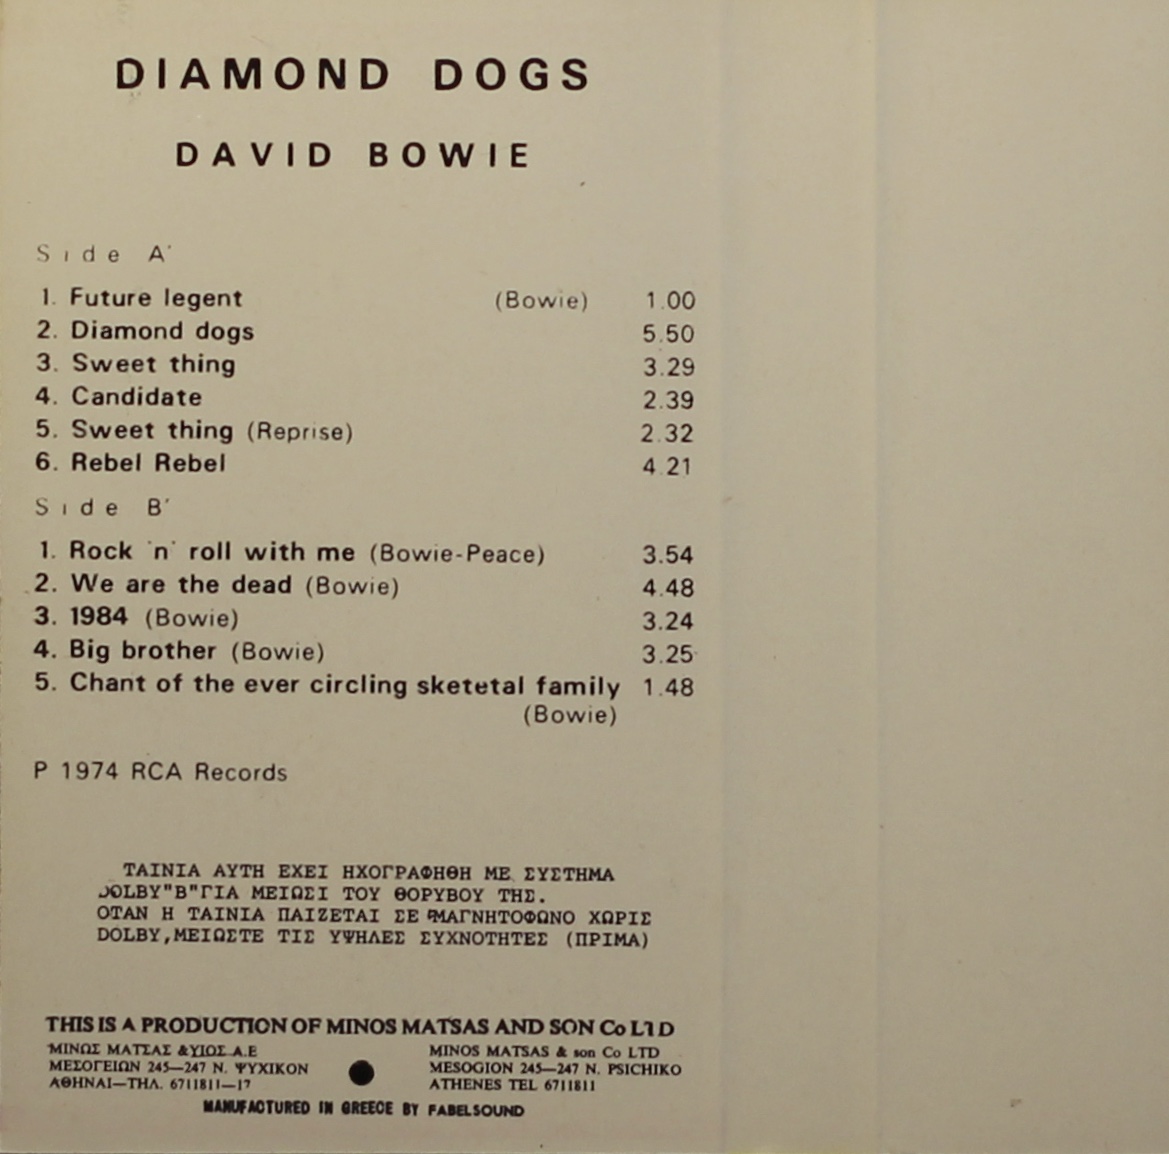 DIAMOND DOGS
DAVID BOWIE
Side A'
1. Future legent (Bowie) 1.00
2. Diamond dogs 5.50
3. Sweet thing 3.29
4. Candidate 2.39
5. Sweet thing (Reprise) 2.32
6. Rebel Rebel 4.21
Side B'
1. Rock 'n' roll with me (Bowie-Peace) 3.54
2. We are the dead (Bowie) 4.48
3. 1984 (Bowie) 3.24
4. Big brother (Bowie) 3.25
5. Chant of the ever circling sketetal family 1.48
(Bowie)
P 1974 RCA Records
ΤΑΙΝΙΑ ΑΥΤΗ ΕΧΕΙ ΗΧΟΓΡΑΦΗΘΗ ΜΕ ΣΥΣΤΗΜΑ
DOLBY"B"ΓΙΑ ΜΕΙΩΣΙ ΤΟΥ ΘΟΡΥΒΟΥ ΤΗΣ.
ΟΤΑΝ Η ΤΑΙΝΙΑ ΠΑΙΖΕΤΑΙ ΣΕ ΜΑΓΝΗΤΟΦΩΝΟ ΧΩΡΙΣ
DOLBY,ΜΕΙΩΣΤΕ ΤΙΣ ΥΨΗΛΕΣ ΣΥΧΝΟΤΗΤΕΣ (ΠΡΙΜΑ)
THIS IS A PRODUCTION OF MINOS MATSAS AND SON Co LTD
ΜΙΝΩΣ ΜΑΤΣΑΣ &ΥΙΟΣ Α.Ε
ΜΕΣΟΓΕΙΩΝ 245—247 Ν. ΨΥΧΙΚΟΝ
ΑΘΗΝΑΙ—ΤΗΛ. 6711811—17
MINOS MATSAS & son Co LTD
MESOGION 245—247 N. PSICHIKO
ATHENES TEL 6711811
MANUFACTURED IN GREECE BY FABELSOUND